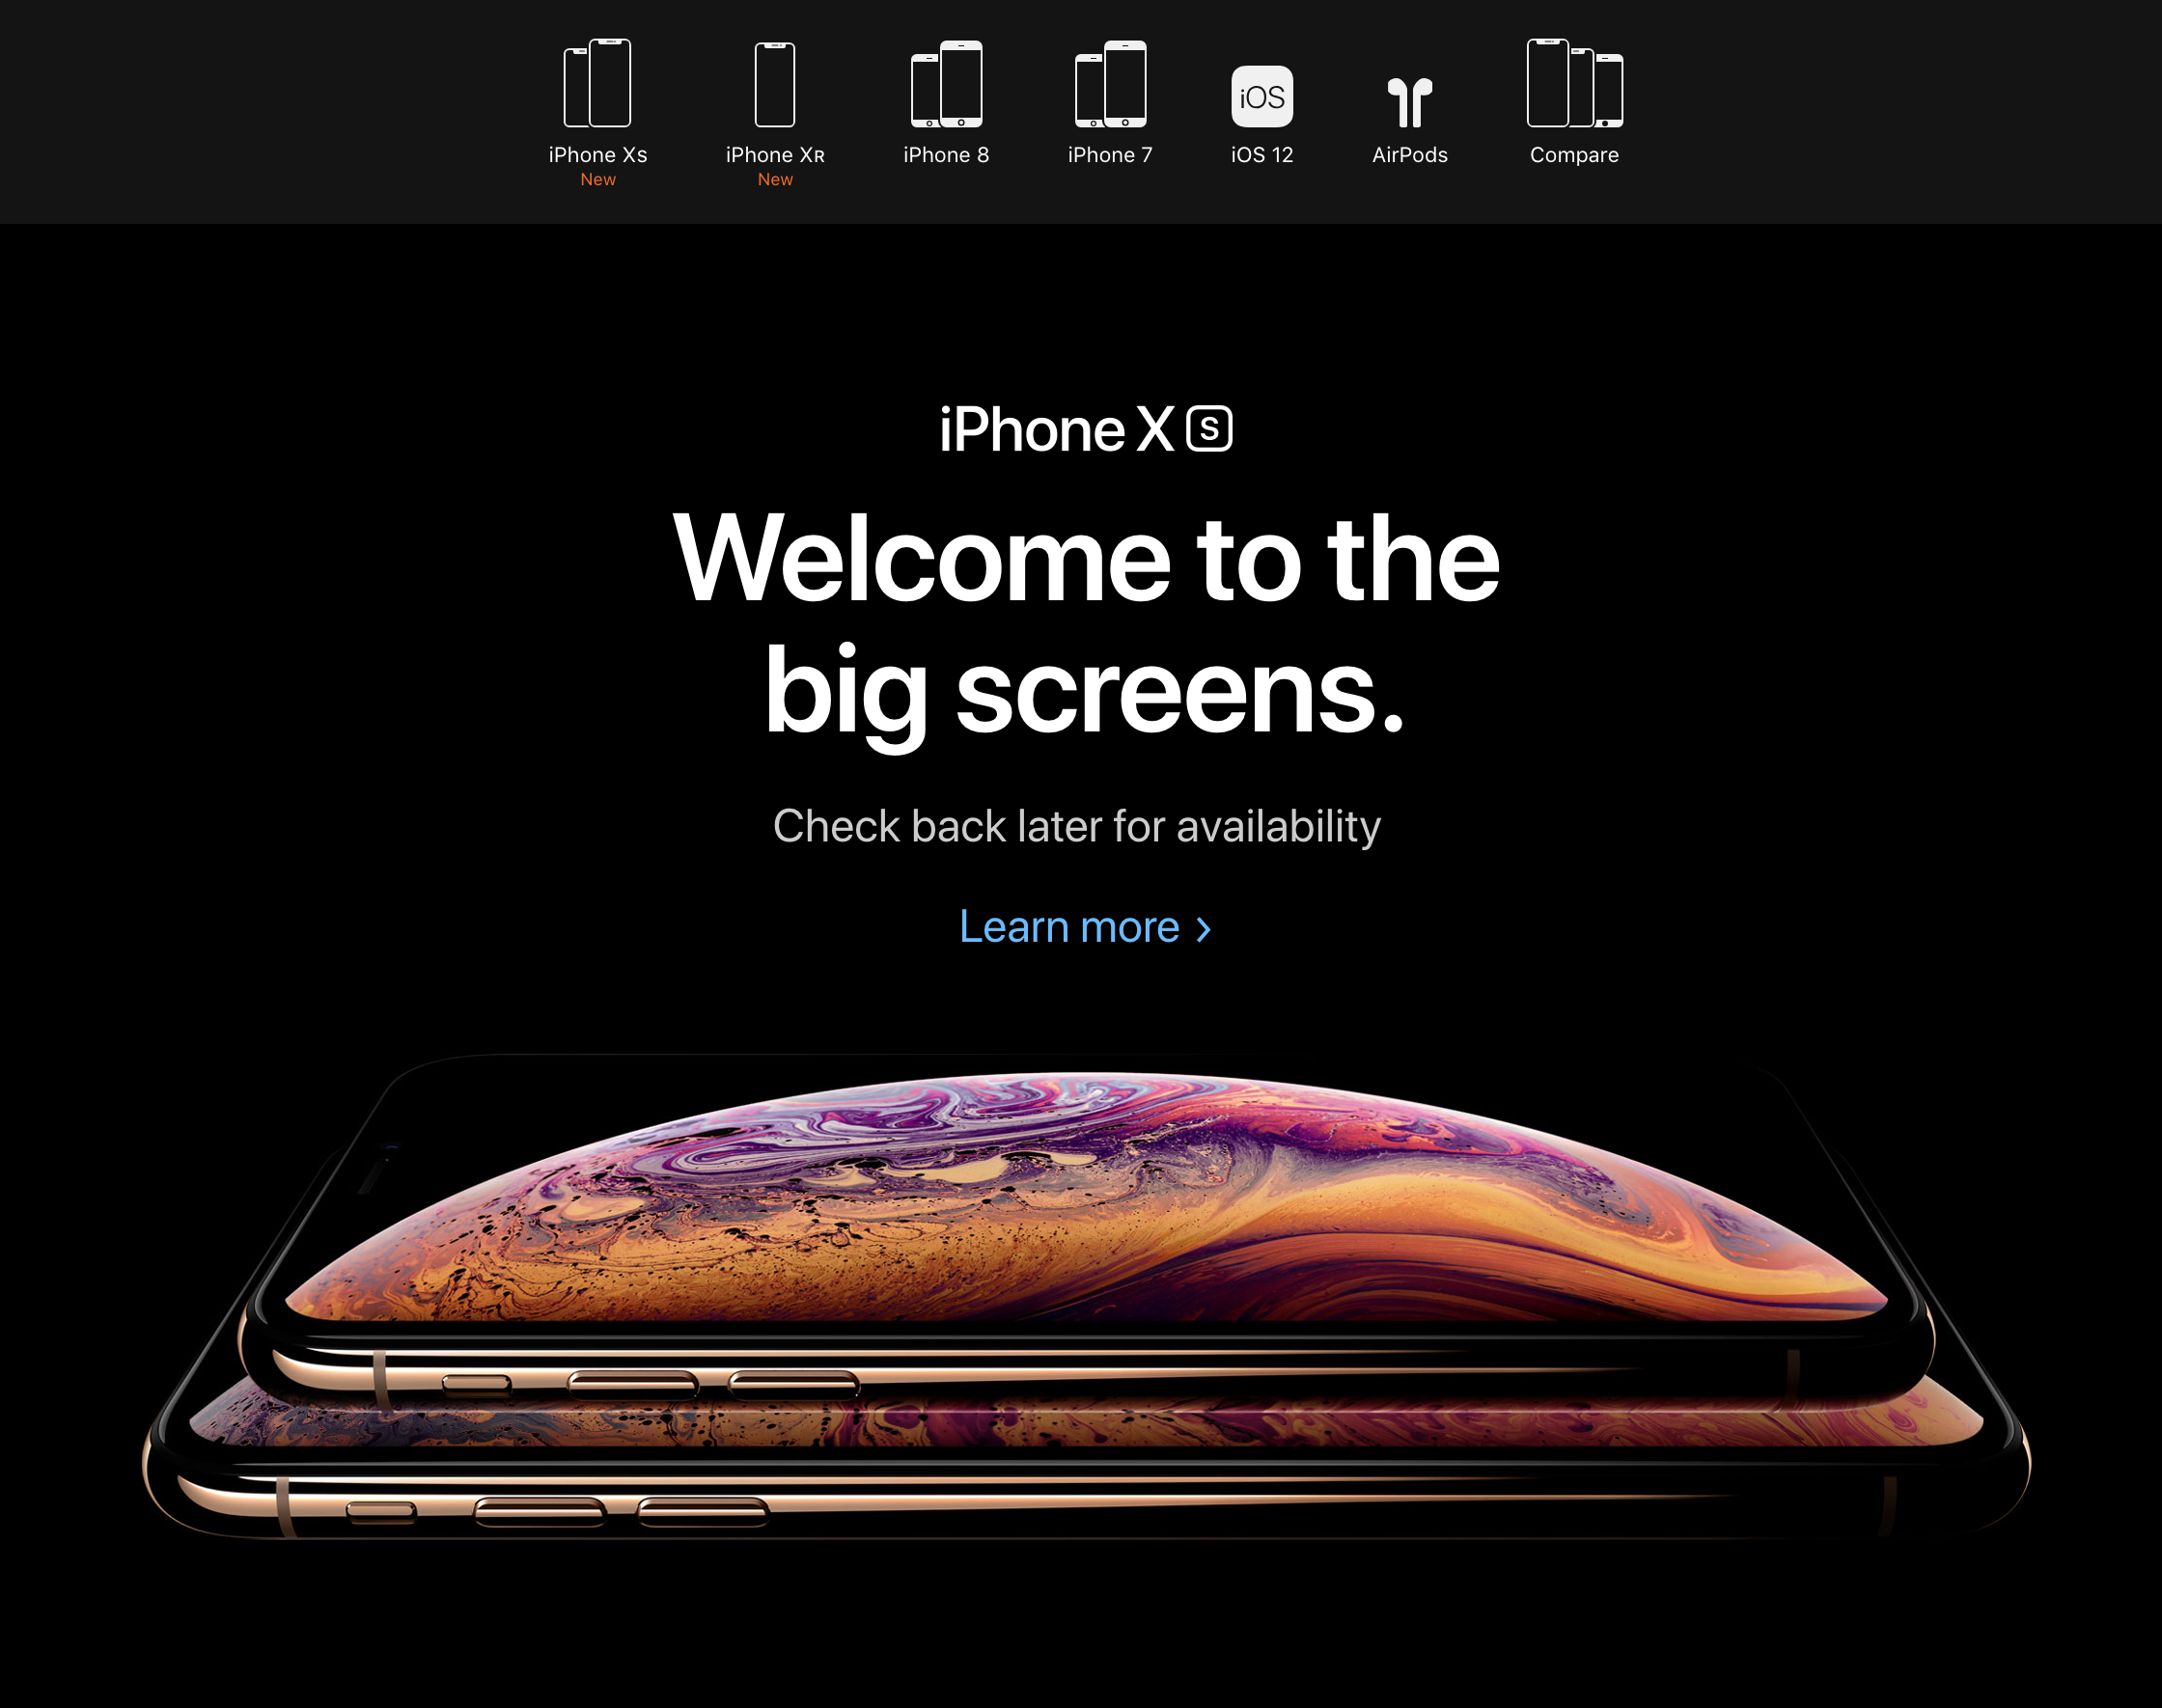 iPhone Xs
New
iPhone XR
New
iPhone 8
iPhone 7
iOS
iOS 12
AirPods
Compare
iPhone X S
Welcome to the
big screens.
Check back later for availability
Learn more >